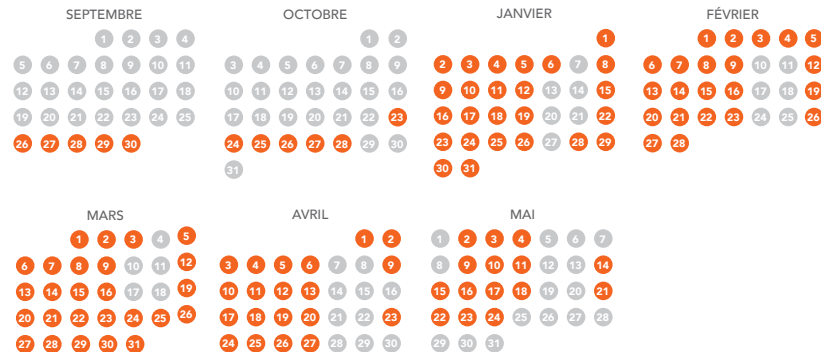 SEPTEMBRE
1 2 3 4
5 6 7 8 9 10 11
12 13 14 15 16 17 18
19 20 21 22 23 24 25
26 27 28 29 30
OCTOBRE
1 2
3 4 5 6 7 8 9
10 11 12 13 14 15 16
17 18 19 20 21 22 23
24 25 26 27 28 29 30
31
JANVIER
1
2 3 4 5 6 7 8
9 10 11 12 13 14 15
16 17 18 19 20 21 22
23 24 25 26 27 28 29
30 31
FÉVRIER
1 2 3 4 5
6 7 8 9 10 11 12
13 14 15 16 17 18 19
20 21 22 23 24 25 26
27 28
MARS
1 2 3 4 5
6 7 8 9 10 11 12
13 14 15 16 17 18 19
20 21 22 23 24 25 26
27 28 29 30 31
AVRIL
1 2
3 4 5 6 7 8 9
10 11 12 13 14 15 16
17 18 19 20 21 22 23
24 25 26 27 28 29 30
MAI
1 2 3 4 5 6 7
8 9 10 11 12 13 14
15 16 17 18 19 20 21
22 23 24 25 26 27 28
29 30 31